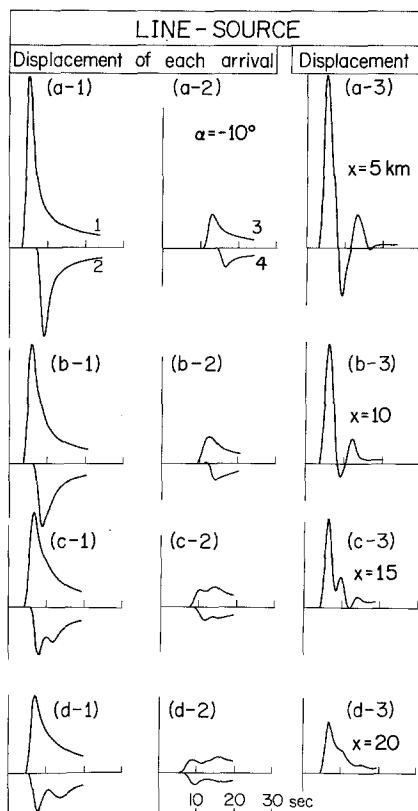 LINE-SOURCE
Displacement of each arrival Displacement
(a-1) (a-2) (a-3)
α=-10°
x=5 km
1 3
2 4
(b-1) (b-2) (b-3)
x=10
(c-1) (c-2) (c-3)
x=15
(d-1) (d-2) (d-3)
x=20
10 20 30 sec